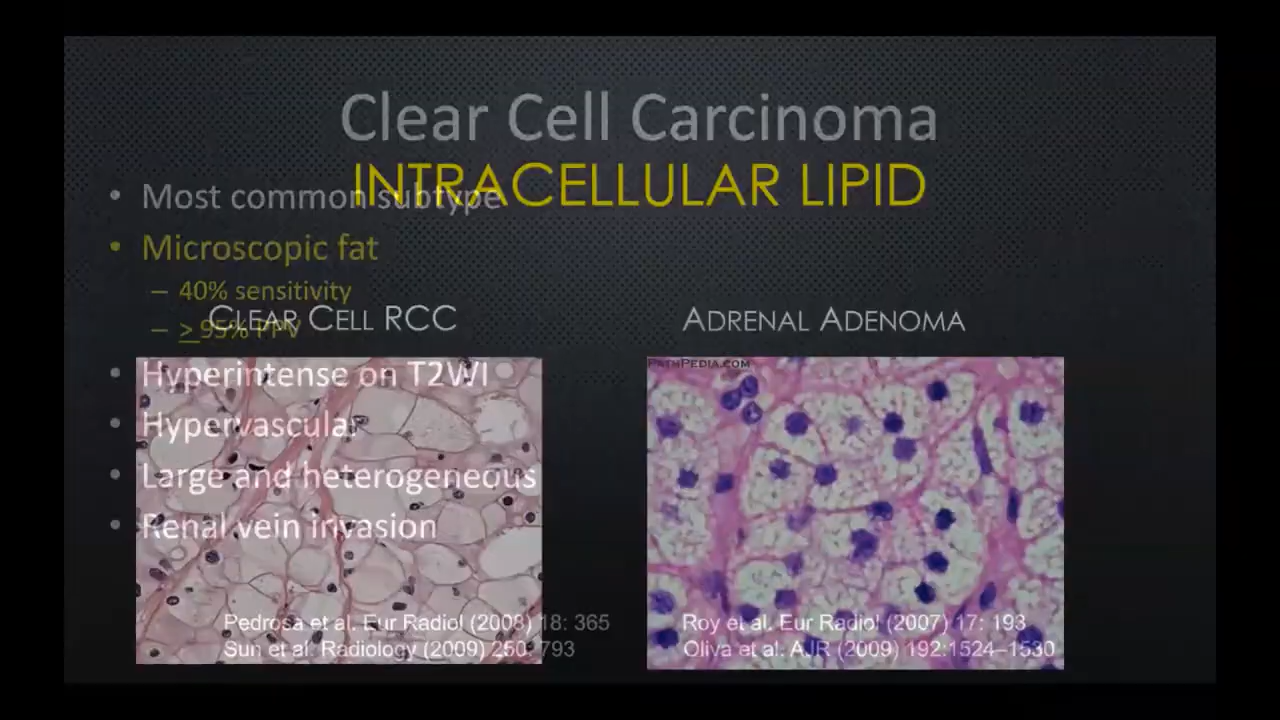 Clear Cell Carcinoma
INTRACELLULAR LIPID
• Most common subtype
• Microscopic fat
– 40% sensitivity
– > 95% PPV
CLEAR CELL RCC
ADRENAL ADENOMA
PATHPEDIA.COM
• Hyperintense on T2WI
• Hypervascular
• Large and heterogeneous
• Renal vein invasion
Pedrosa et al. Eur Radiol (2008) 18: 365
Sun et al. Radiology (2009) 250: 793
Roy et al. Eur Radiol (2007) 17: 193
Oliva et al. AJR (2009) 192:1524–1530